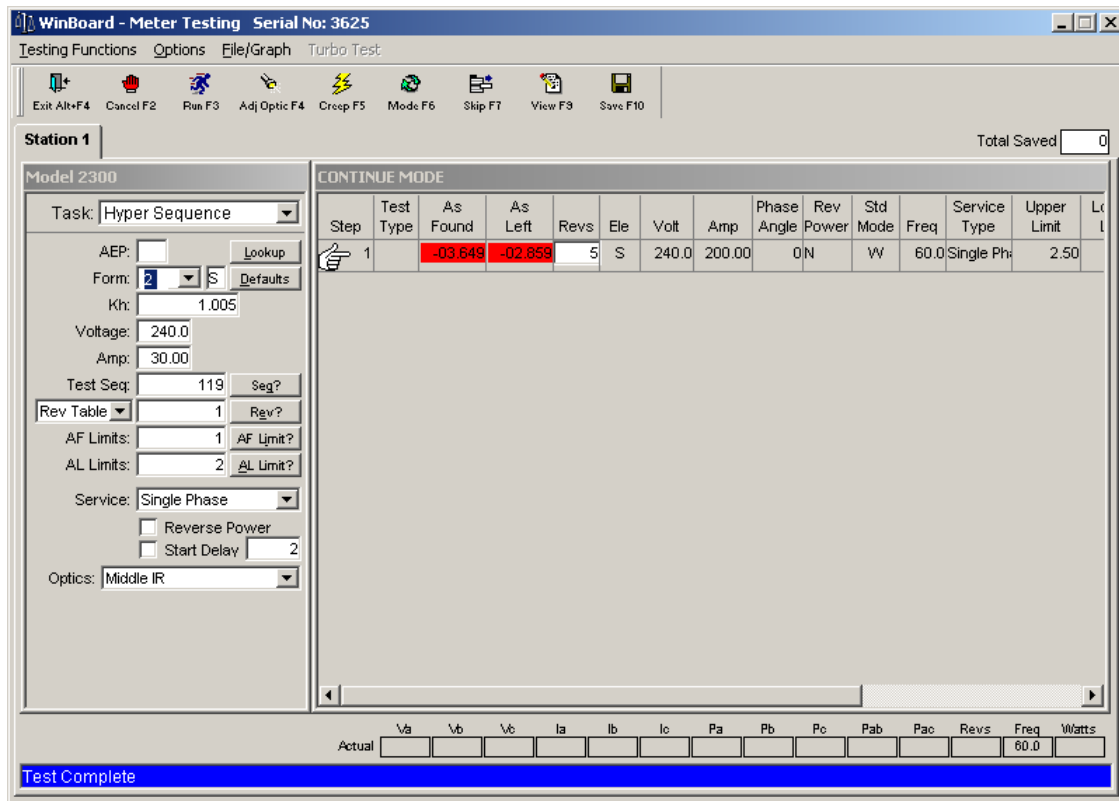 WinBoard - Meter Testing Serial No: 3625
Testing Functions Options File/Graph Turbo Test
Exit Alt+F4 Cancel F2 Run F3 Adj Optic F4 Creep F5 Mode F6 Skip F7 View F9 Save F10
Station 1
Total Saved 0
Model 2300
Task: Hyper Sequence
AEP: Lookup
Form: 2 S Defaults
Kh: 1.005
Voltage: 240.0
Amp: 30.00
Test Seq: 119 Seq?
Rev Table 1 Rev?
AF Limits: 1 AF Limit?
AL Limits: 2 AL Limit?
Service: Single Phase
Reverse Power
Start Delay 2
Optics: Middle IR
CONTINUE MODE
Step Test Type As Found As Left Revs Ele Volt Amp Phase Angle Rev Power Std Mode Freq Service Type Upper Limit
1 -03.649 -02.859 5 S 240.0 200.00 0 N W 60.0 Single Pha 2.50
Va Vb Vc Ia Ib Ic Pa Pb Pc Pab Pac Revs Freq Watts
Actual 60.0
Test Complete